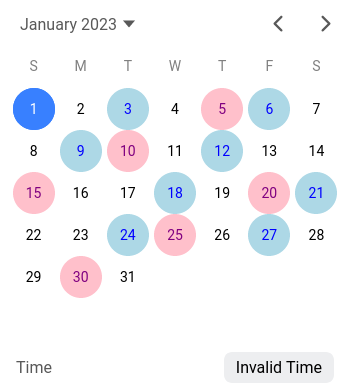 January 2023
S M T W T F S
1 2 3 4 5 6 7
8 9 10 11 12 13 14
15 16 17 18 19 20 21
22 23 24 25 26 27 28
29 30 31
Time Invalid Time